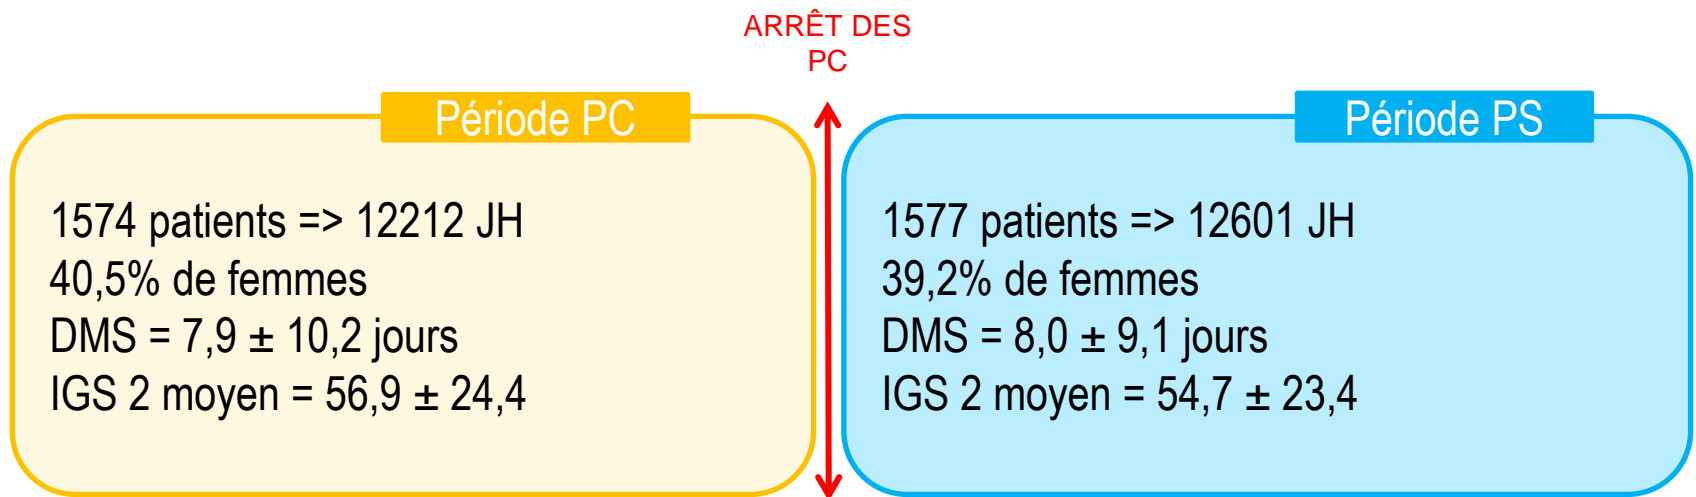 ARRÊT DES
PC
Période PC
1574 patients => 12212 JH
40,5% de femmes
DMS = 7,9 ± 10,2 jours
IGS 2 moyen = 56,9 ± 24,4
Période PS
1577 patients => 12601 JH
39,2% de femmes
DMS = 8,0 ± 9,1 jours
IGS 2 moyen = 54,7 ± 23,4